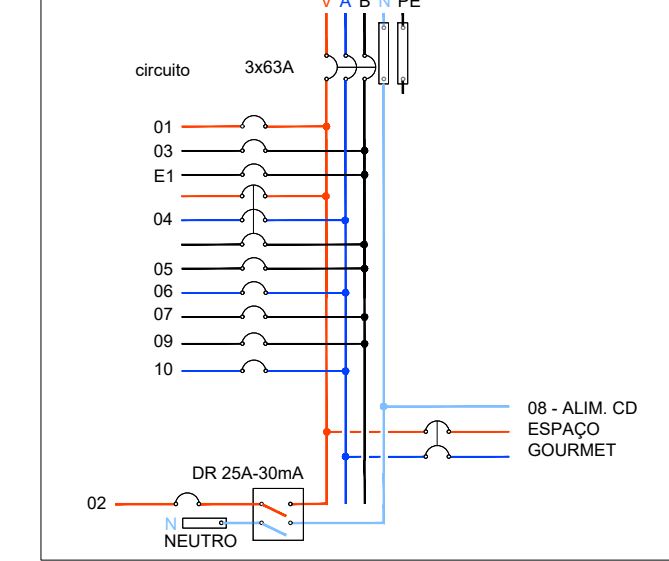 V A B N PE
circuito 3x63A
01
03
E1
04
05
06
07
09
10
08 - ALIM. CD
ESPAÇO
GOURMET
DR 25A-30mA
02
N
NEUTRO